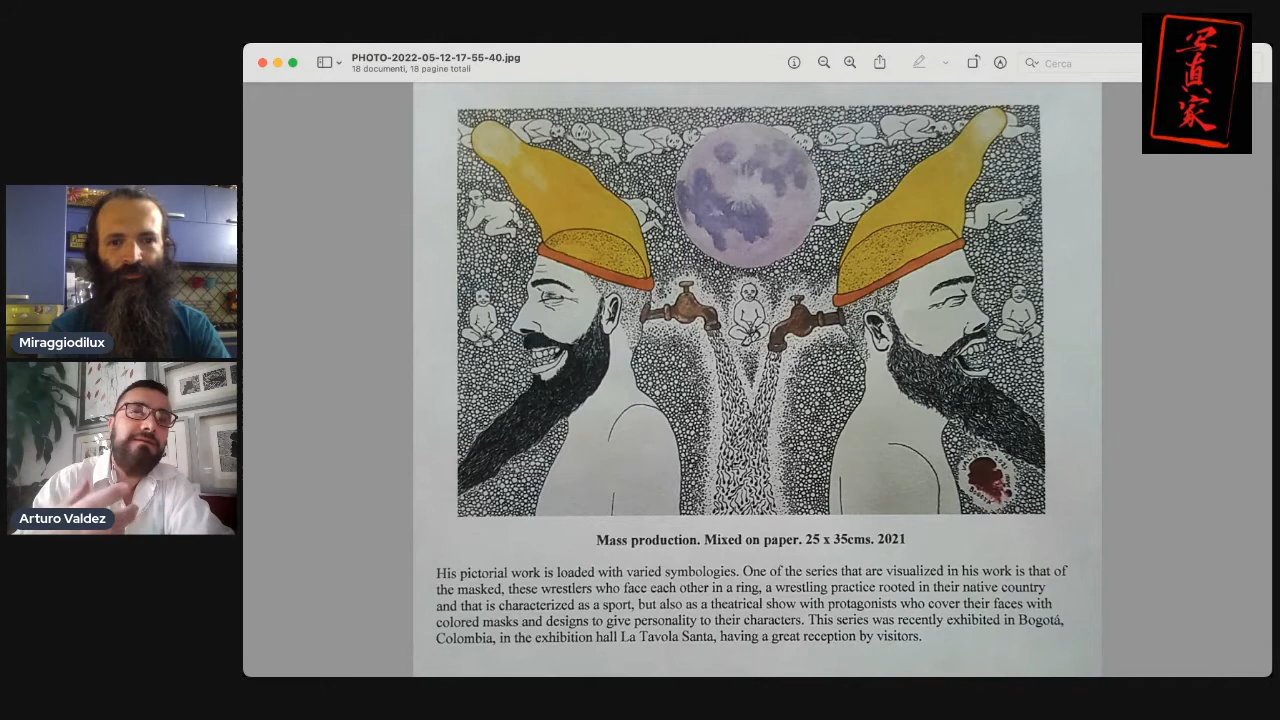 PHOTO-2022-05-12-17-55-40.jpg
18 documenti, 18 pagine totali
Cerca
写
真
家
Miraggiodilux
Arturo Valdez
Mass production. Mixed on paper. 25 x 35cms. 2021
His pictorial work is loaded with varied symbologies. One of the series that are visualized in his work is that of
the masked, these wrestlers who face each other in a ring, a wrestling practice rooted in their native country
and that is characterized as a sport, but also as a theatrical show with protagonists who cover their faces with
colored masks and designs to give personality to their characters. This series was recently exhibited in Bogotá,
Colombia, in the exhibition hall La Tavola Santa, having a great reception by visitors.